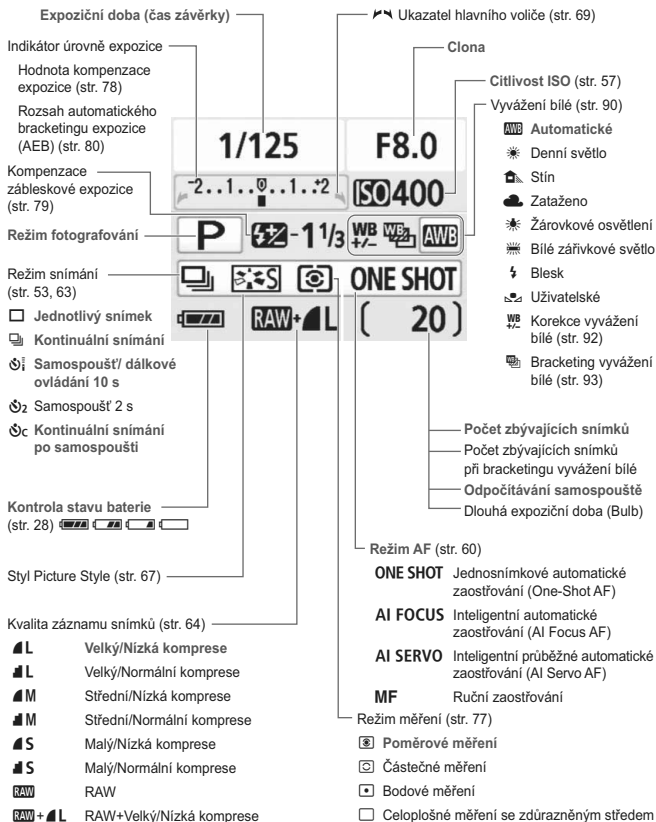 Expoziční doba (čas závěrky)
Ukazatel hlavního voliče (str. 69)
Indikátor úrovně expozice
Hodnota kompenzace
expozice (str. 78)
Rozsah automatického
bracketingu expozice
(AEB) (str. 80)
Kompenzace
zábleskové expozice
(str. 79)
Režim fotografování
Režim snímání
(str. 53, 63)
Jednotlivý snímek
Kontinuální snímání
Samospoušť/ dálkové
ovládání 10 s
Samospoušť 2 s
Kontinuální snímání
po samospoušti
Kontrola stavu baterie
(str. 28)
Styl Picture Style (str. 67)
Kvalita záznamu snímků (str. 64)
L Velký/Nízká komprese
L Velký/Normální komprese
M Střední/Nízká komprese
M Střední/Normální komprese
S Malý/Nízká komprese
S Malý/Normální komprese
RAW RAW
RAW + L RAW+Velký/Nízká komprese
1/125 F8.0
-2..1..0..1..+2 ISO 400
P -1 1/3 WB +/- WB AWB
S ONE SHOT
RAW+ L [ 20 ]
Clona
Citlivost ISO (str. 57)
Vyvážení bílé (str. 90)
AWB Automatické
Denní světlo
Stín
Zataženo
Žárovkové osvětlení
Bílé zářivkové světlo
Blesk
Uživatelské
WB +/- Korekce vyvážení
bílé (str. 92)
WB Bracketing vyvážení
bílé (str. 93)
Počet zbývajících snímků
Počet zbývajících snímků
při bracketingu vyvážení bílé
Odpočítávání samospouště
Dlouhá expoziční doba (Bulb)
Režim AF (str. 60)
ONE SHOT Jednosnímkové automatické
zaostřování (One-Shot AF)
AI FOCUS Inteligentní automatické
zaostřování (AI Focus AF)
AI SERVO Inteligentní průběžné automatické
zaostřování (AI Servo AF)
MF Ruční zaostřování
Režim měření (str. 77)
Poměrové měření
Částečné měření
Bodové měření
Celoplošné měření se zdůrazněným středem